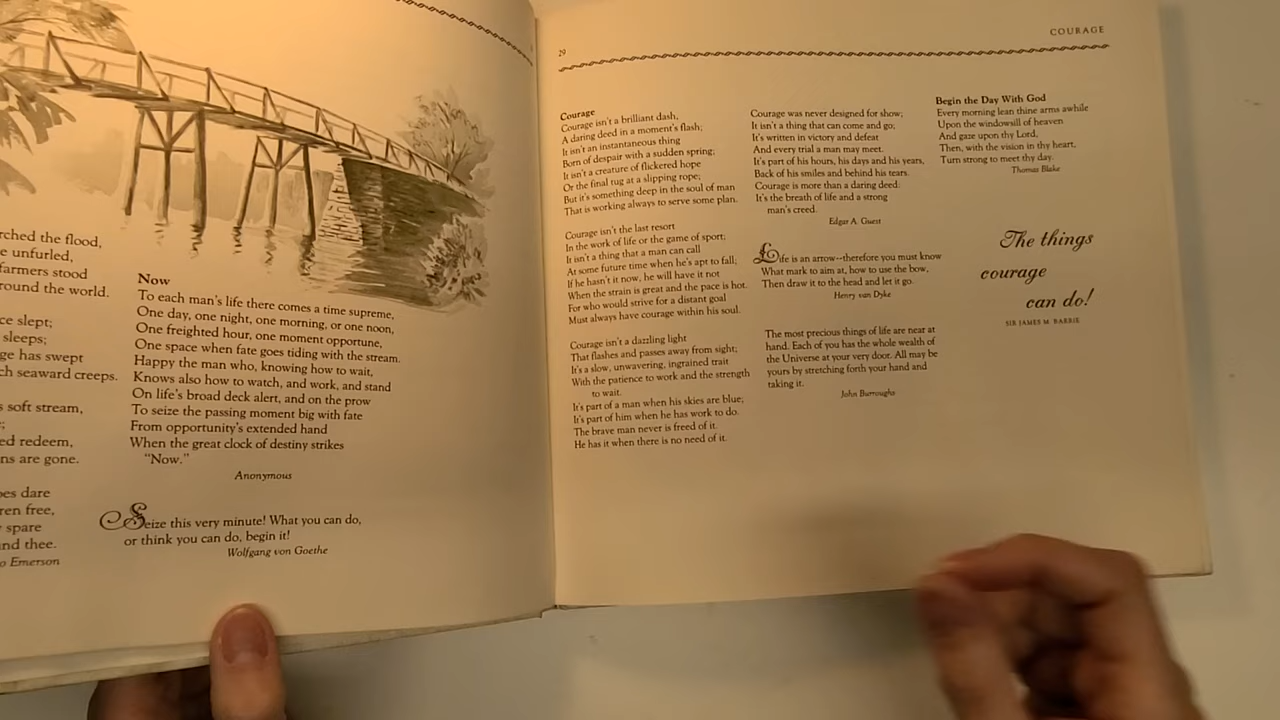 rched the flood,
e unfurled,
farmers stood
round the world.
ce slept;
sleeps;
ge has swept
ch seaward creeps.
s soft stream,
;
ed redeem,
ns are gone.
oes dare
ren free,
spare
nd thee.
o Emerson
Now
To each man's life there comes a time supreme,
One day, one night, one morning, or one noon,
One freighted hour, one moment opportune,
One space when fate goes tiding with the stream.
Happy the man who, knowing how to wait,
Knows also how to watch, and work, and stand
On life's broad deck alert, and on the prow
To seize the passing moment big with fate
From opportunity's extended hand
When the great clock of destiny strikes
"Now."
Anonymous
Seize this very minute! What you can do,
or think you can do, begin it!
Wolfgang von Goethe
29
COURAGE
Courage
Courage isn't a brilliant dash,
A daring deed in a moment's flash;
It isn't an instantaneous thing
Born of despair with a sudden spring;
It isn't a creature of flickered hope
Or the final tug at a slipping rope;
But it's something deep in the soul of man
That is working always to serve some plan.
Courage isn't the last resort
In the work of life or the game of sport;
It isn't a thing that a man can call
At some future time when he's apt to fall;
If he hasn't it now, he will have it not
When the strain is great and the pace is hot.
For who would strive for a distant goal
Must always have courage within his soul.
Courage isn't a dazzling light
That flashes and passes away from sight;
It's a slow, unwavering, ingrained trait
With the patience to work and the strength
to wait.
It's part of a man when his skies are blue;
It's part of him when he has work to do.
The brave man never is freed of it.
He has it when there is no need of it.
Courage was never designed for show;
It isn't a thing that can come and go;
It's written in victory and defeat
And every trial a man may meet.
It's part of his hours, his days and his years,
Back of his smiles and behind his tears.
Courage is more than a daring deed:
It's the breath of life and a strong
man's creed.
Edgar A. Guest
Life is an arrow--therefore you must know
What mark to aim at, how to use the bow,
Then draw it to the head and let it go.
Henry van Dyke
The most precious things of life are near at
hand. Each of you has the whole wealth of
the Universe at your very door. All may be
yours by stretching forth your hand and
taking it.
John Burroughs
Begin the Day With God
Every morning lean thine arms awhile
Upon the windowsill of heaven
And gaze upon thy Lord,
Then, with the vision in thy heart,
Turn strong to meet thy day.
Thomas Blake
The things
courage
can do!
SIR JAMES M. BARRIE